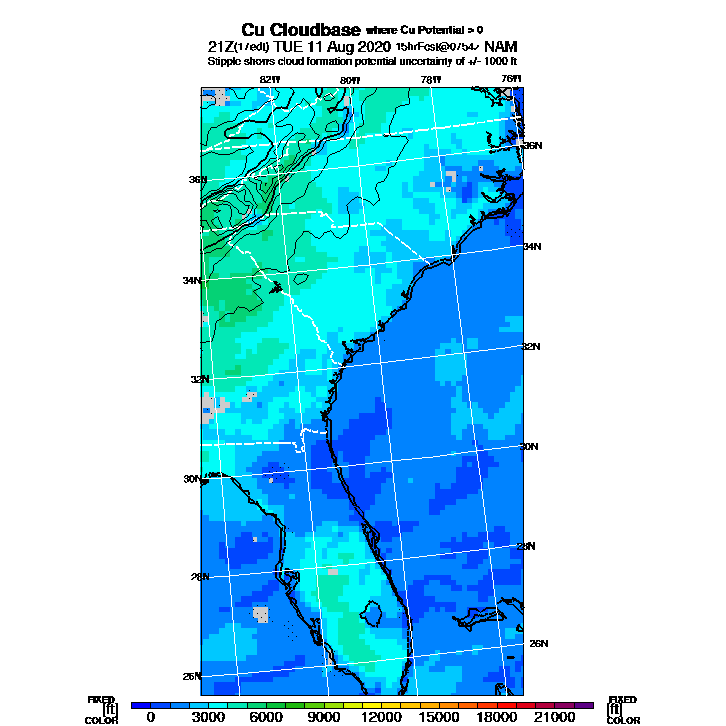 Cu Cloudbase where Cu Potential > 0
21Z(17edt) TUE 11 Aug 2020 15hrFcst@0754z NAM
Stipple shows cloud formation potential uncertainty of +/- 1000 ft
82W 80W 78W 76W
36N
36N
34N
34N
32N
32N
30N
30N
28N
28N
26N
26N
FIXED [ft] COLOR
0 3000 6000 9000 12000 15000 18000 21000
FIXED [ft] COLOR